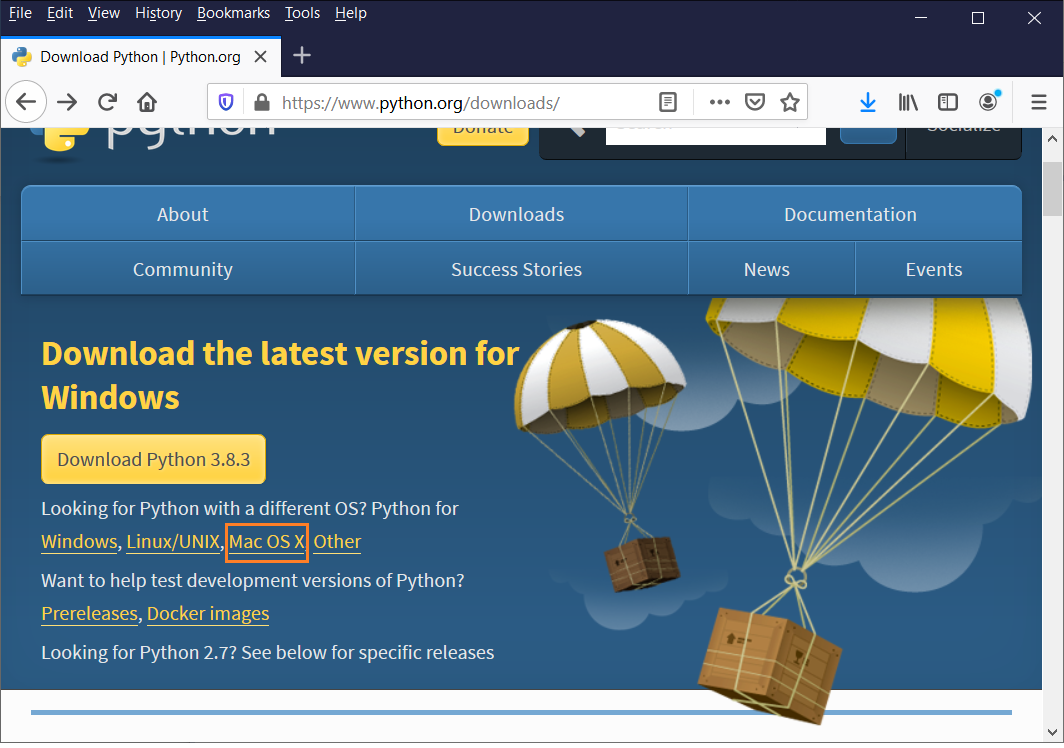 File Edit View History Bookmarks Tools Help
Download Python | Python.org
https://www.python.org/downloads/
python
Donate
Socialize
About Downloads Documentation
Community Success Stories News Events
Download the latest version for
Windows
Download Python 3.8.3
Looking for Python with a different OS? Python for
Windows, Linux/UNIX, Mac OS X Other
Want to help test development versions of Python?
Prereleases, Docker images
Looking for Python 2.7? See below for specific releases